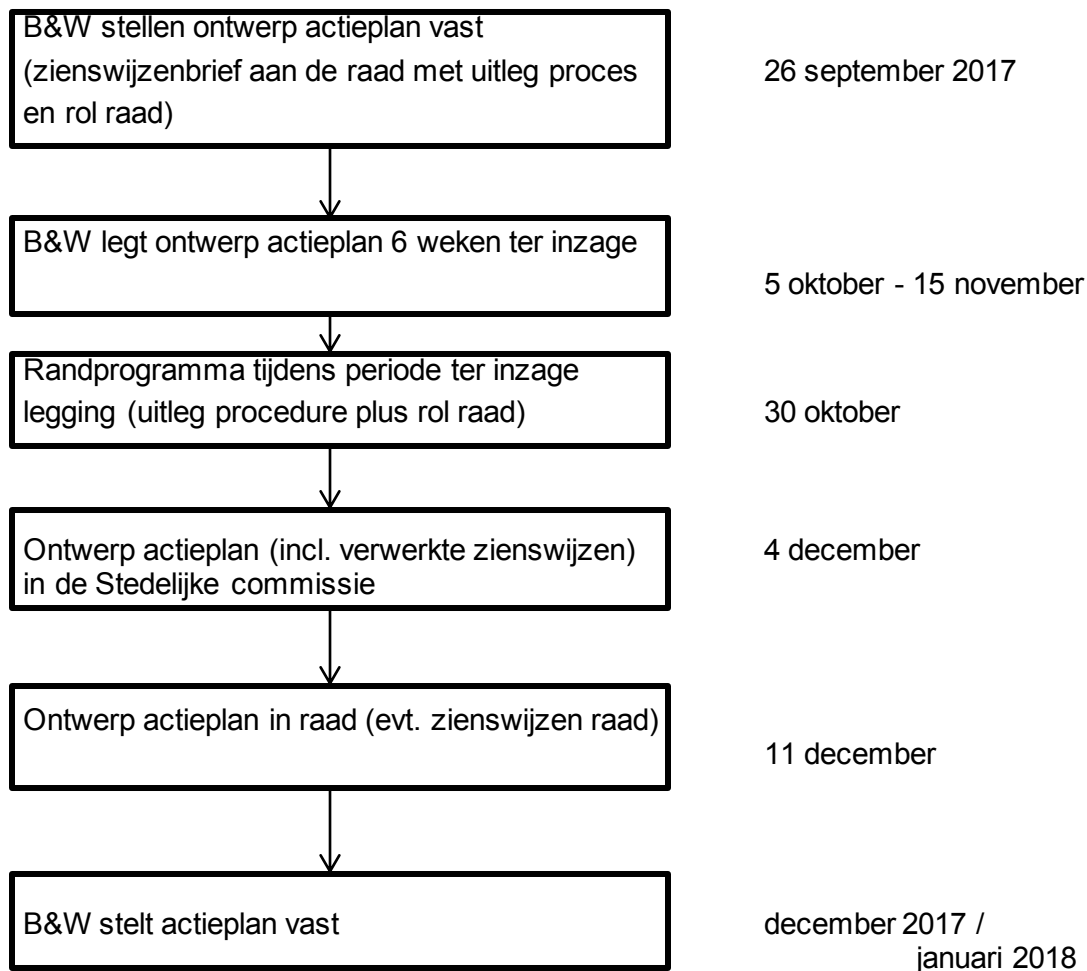 B&W stellen ontwerp actieplan vast
(zienswijzenbrief aan de raad met uitleg proces
en rol raad)
26 september 2017
B&W legt ontwerp actieplan 6 weken ter inzage
5 oktober - 15 november
Randprogramma tijdens periode ter inzage
legging (uitleg procedure plus rol raad)
30 oktober
Ontwerp actieplan (incl. verwerkte zienswijzen)
in de Stedelijke commissie
4 december
Ontwerp actieplan in raad (evt. zienswijzen raad)
11 december
B&W stelt actieplan vast
december 2017 /
januari 2018